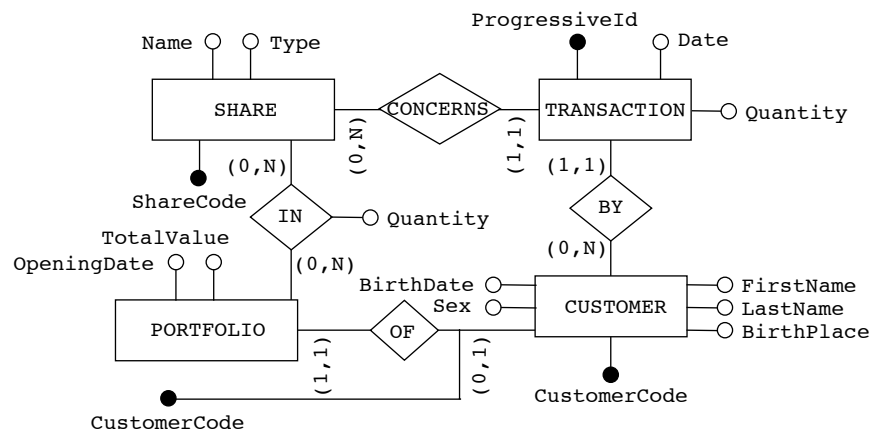 ProgressiveId
Name
Type
Date
SHARE
CONCERNS
TRANSACTION
Quantity
(0,N)
(0,N)
(1,1)
(1,1)
ShareCode
IN
Quantity
BY
TotalValue
OpeningDate
(0,N)
(0,N)
BirthDate
Sex
CUSTOMER
FirstName
LastName
BirthPlace
PORTFOLIO
OF
(1,1)
(0,1)
CustomerCode
CustomerCode